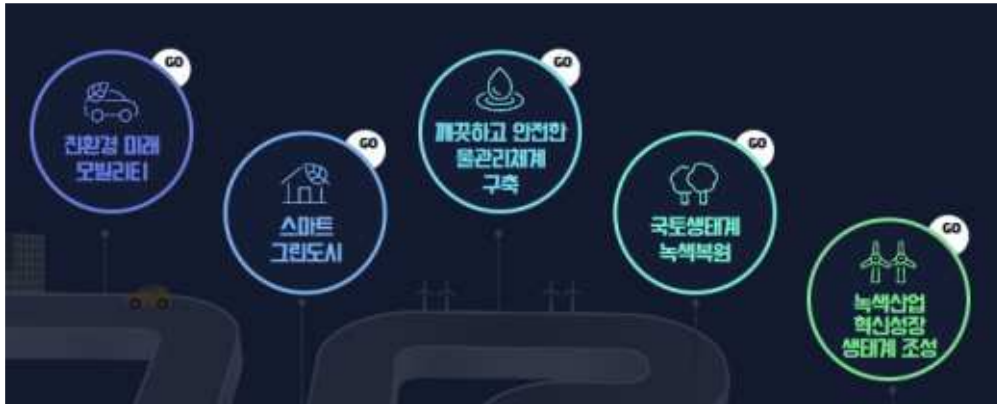 GO
친환경 미래
모빌리티
GO
스마트
그린도시
GO
깨끗하고 안전한
물관리체계
구축
GO
국토생태계
녹색복원
GO
녹색산업
혁신성장
생태계 조성